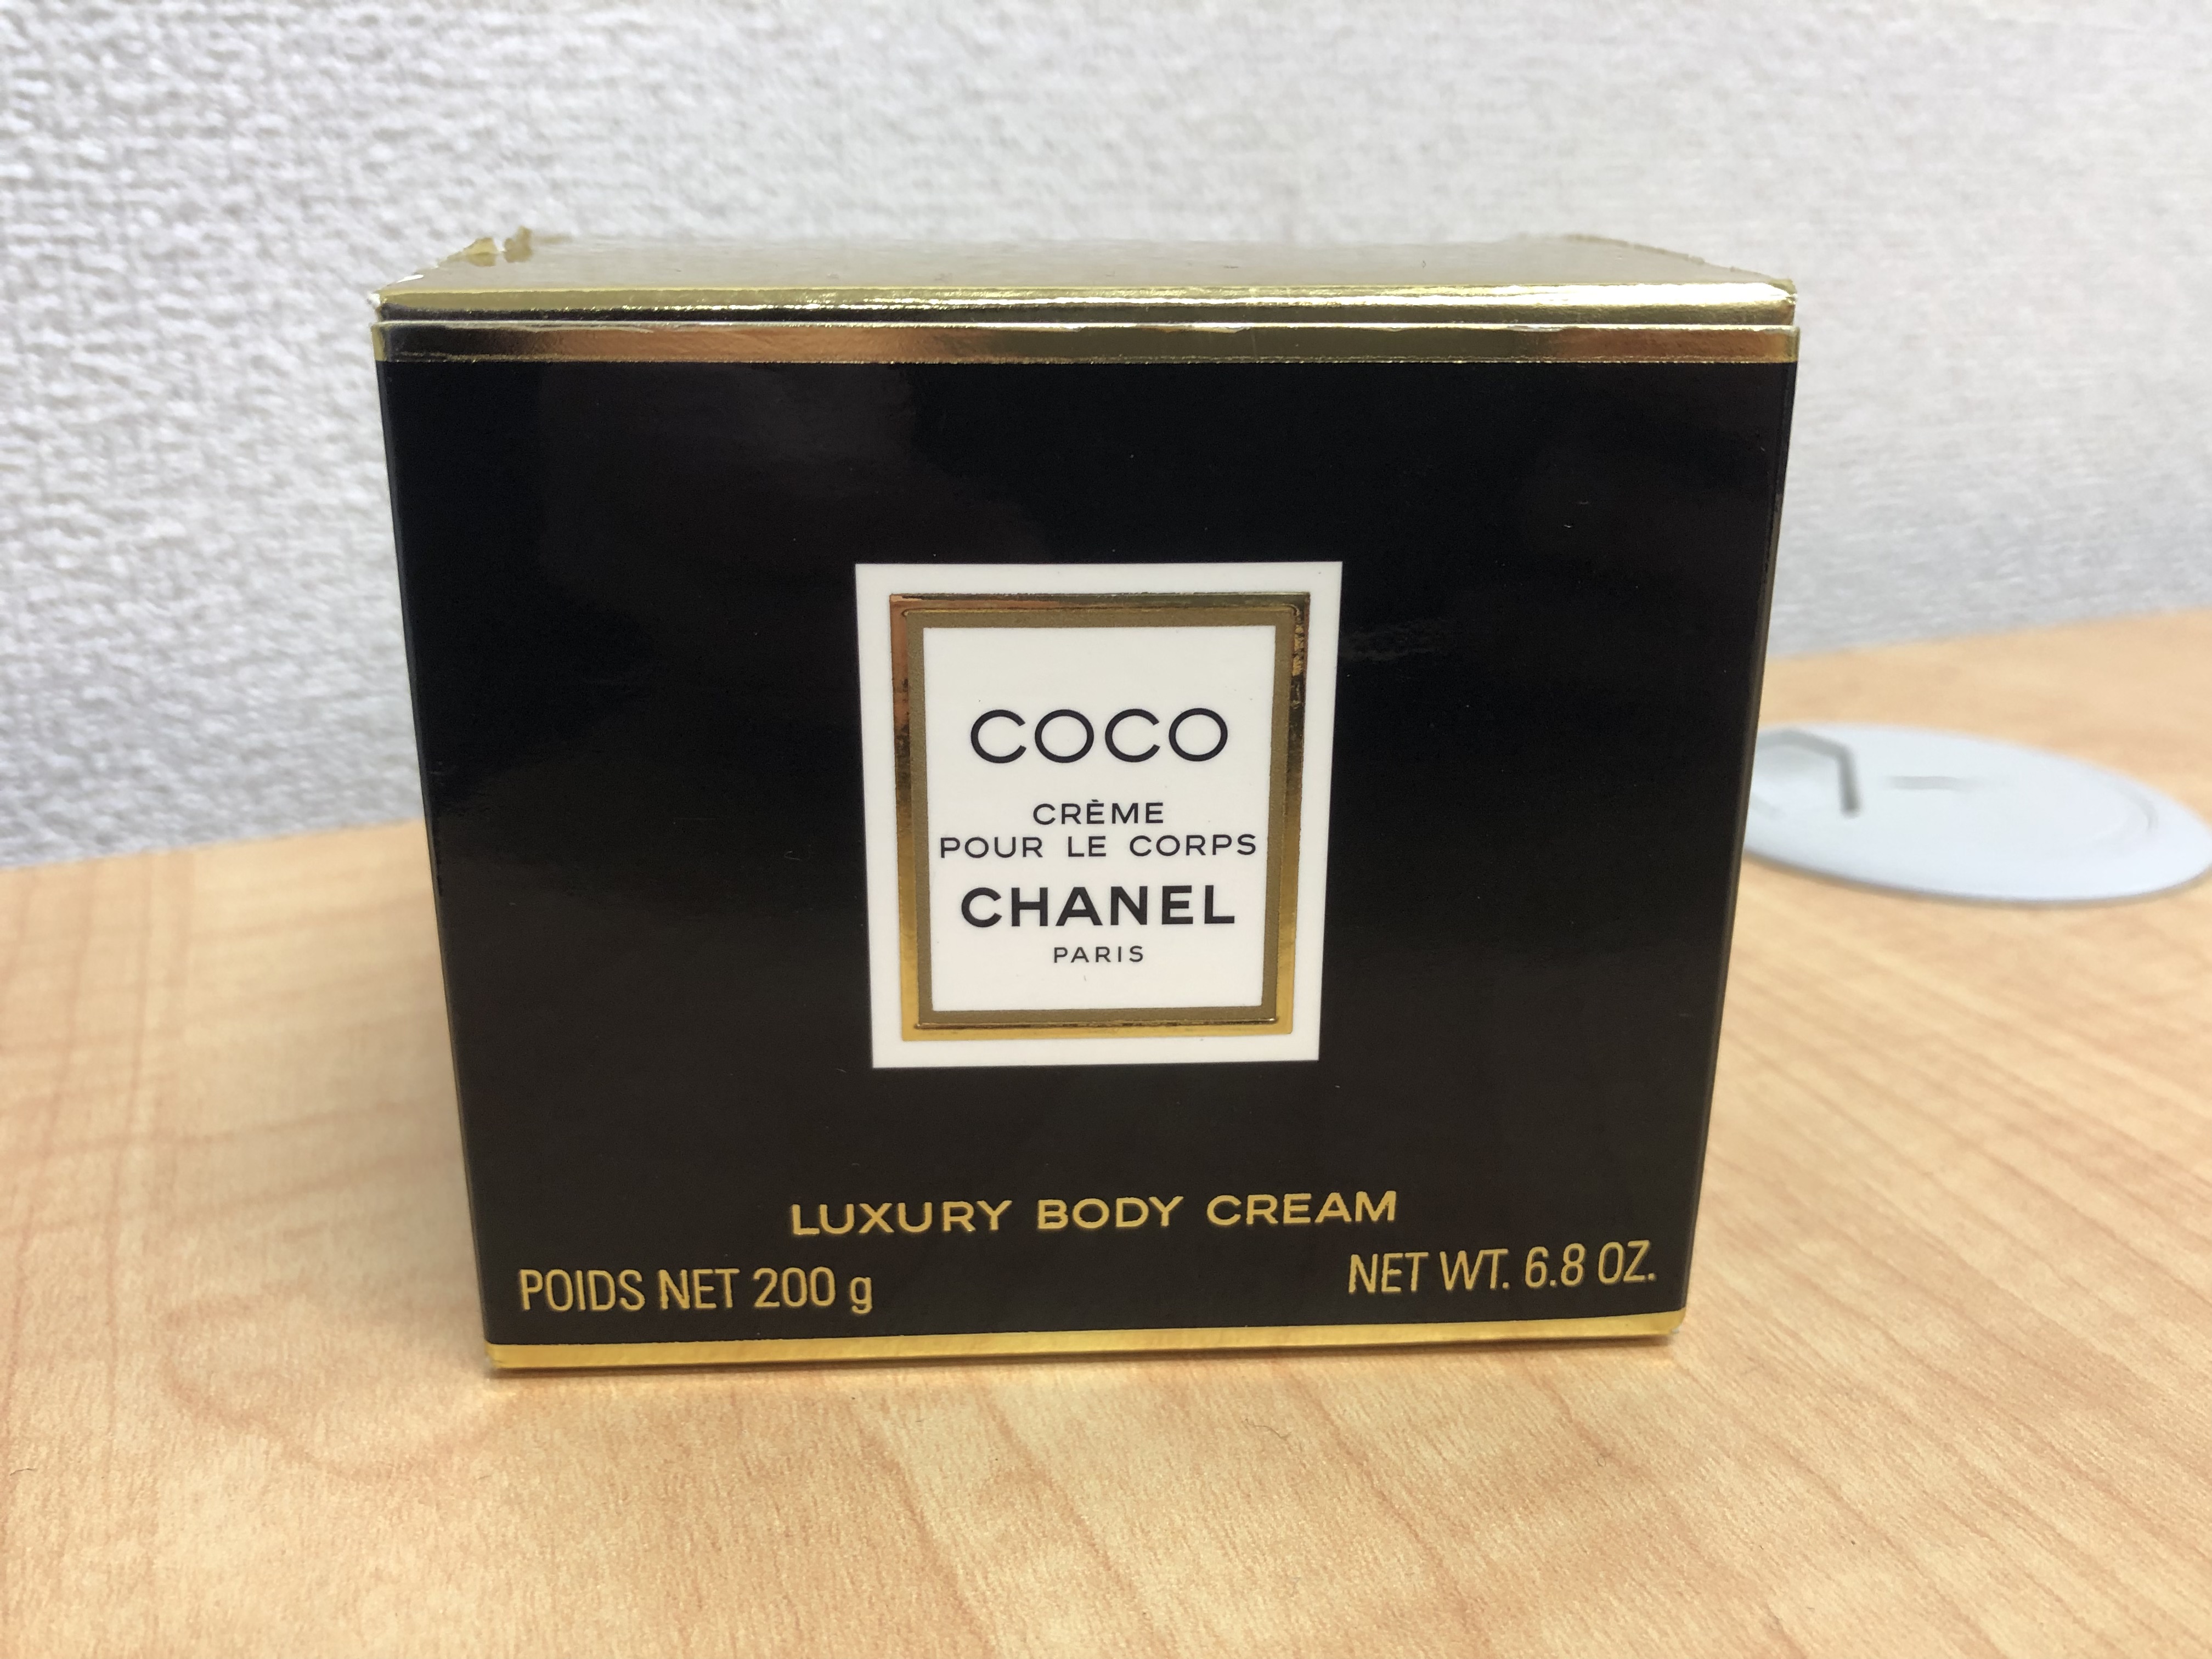 COCO
CRÈME
POUR LE CORPS
CHANEL
PARIS
LUXURY BODY CREAM
POIDS NET 200 g
NET WT. 6.8 OZ.